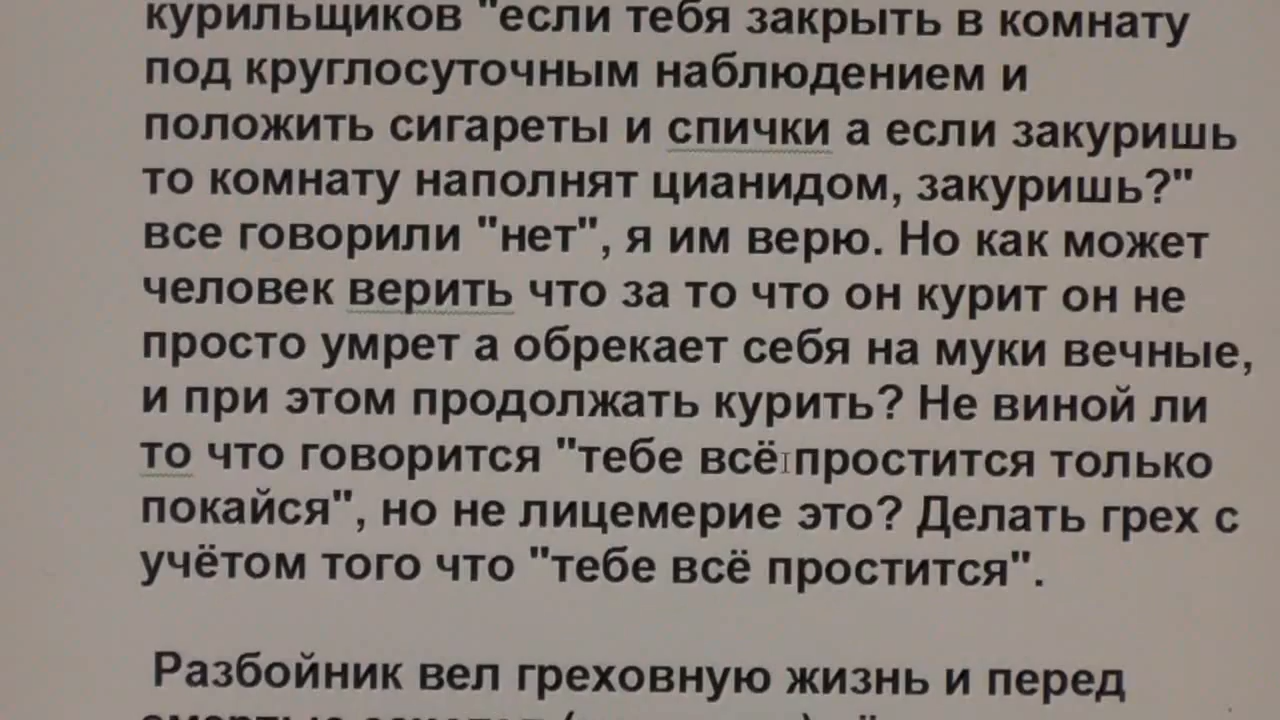 курильщиков "если тебя закрыть в комнату
под круглосуточным наблюдением и
положить сигареты и спички а если закуришь
то комнату наполнят цианидом, закуришь?"
все говорили "нет", я им верю. Но как может
человек верить что за то что он курит он не
просто умрет а обрекает себя на муки вечные,
и при этом продолжать курить? Не виной ли
то что говорится "тебе всё простится только
покайся", но не лицемерие это? Делать грех с
учётом того что "тебе всё простится".
Разбойник вел греховную жизнь и перед